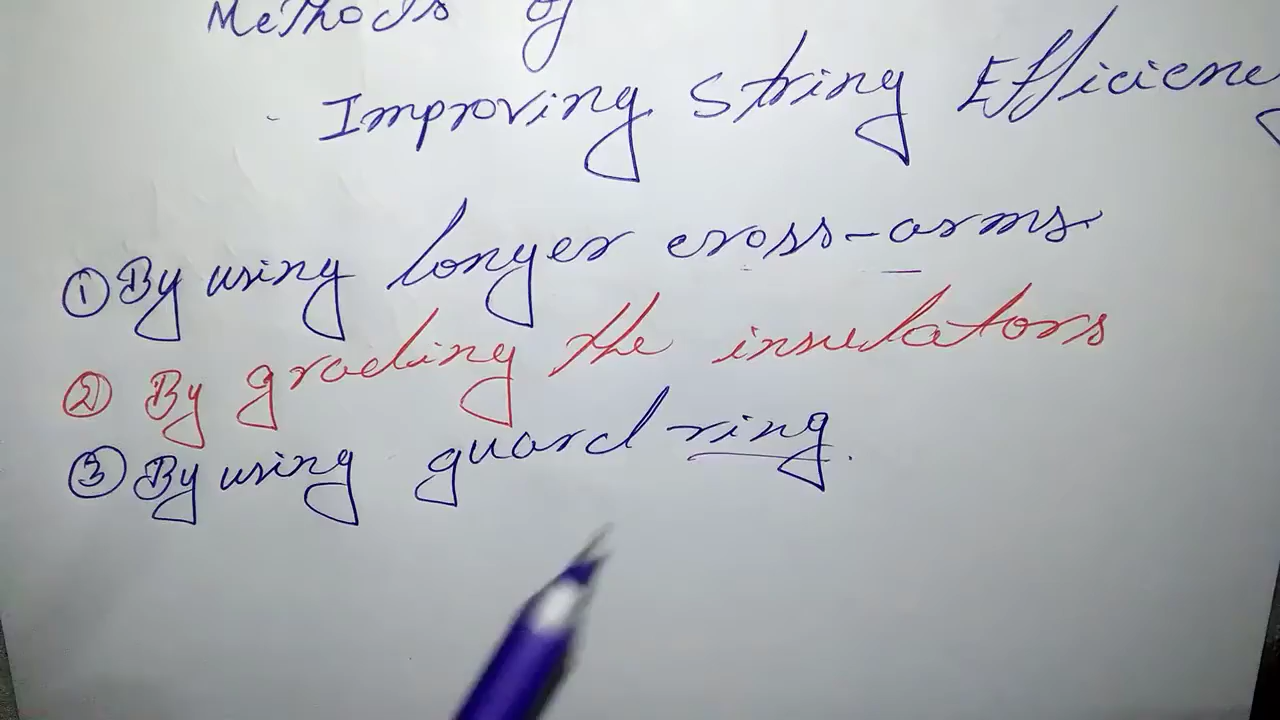 Methods of
Improving String Efficiency
① By using longer cross-arms.
② By grading the insulators
③ By using guard ring.